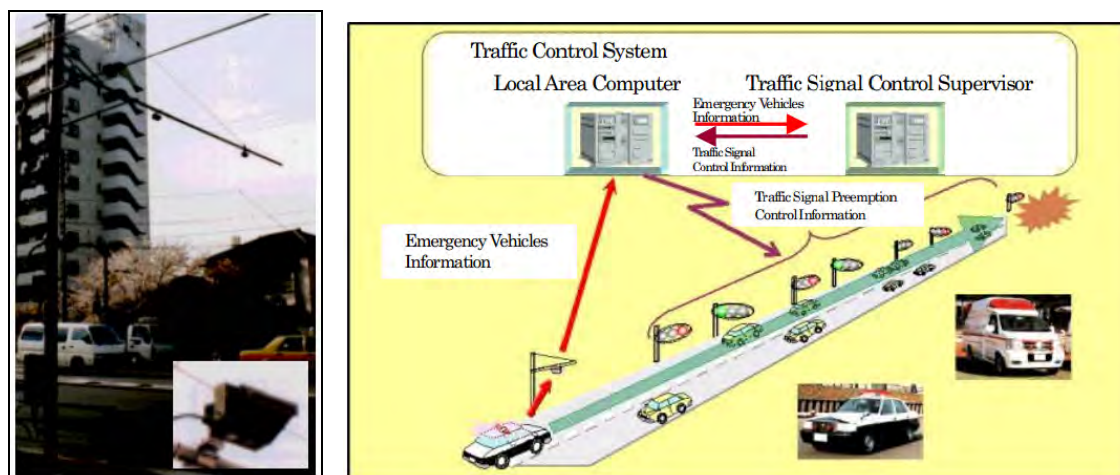 Traffic Control System
Local Area Computer
Traffic Signal Control Supervisor
Emergency Vehicles
Information
Traffic Signal
Control Information
Traffic Signal Preemption
Control Information
Emergency Vehicles
Information